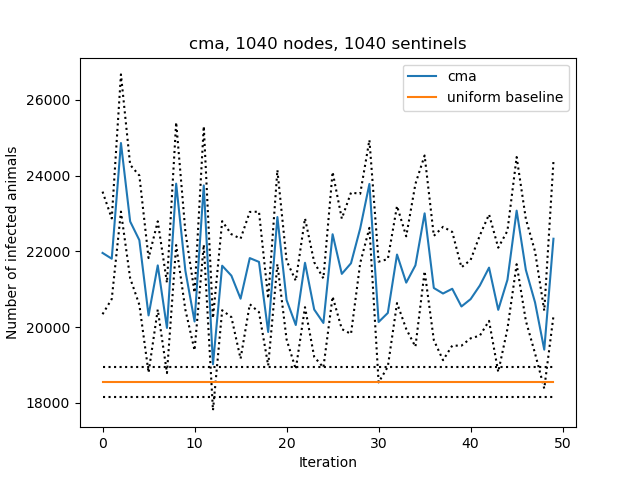 cma, 1040 nodes, 1040 sentinels
cma
uniform baseline
Number of infected animals
26000
24000
22000
20000
18000
0 10 20 30 40 50
Iteration